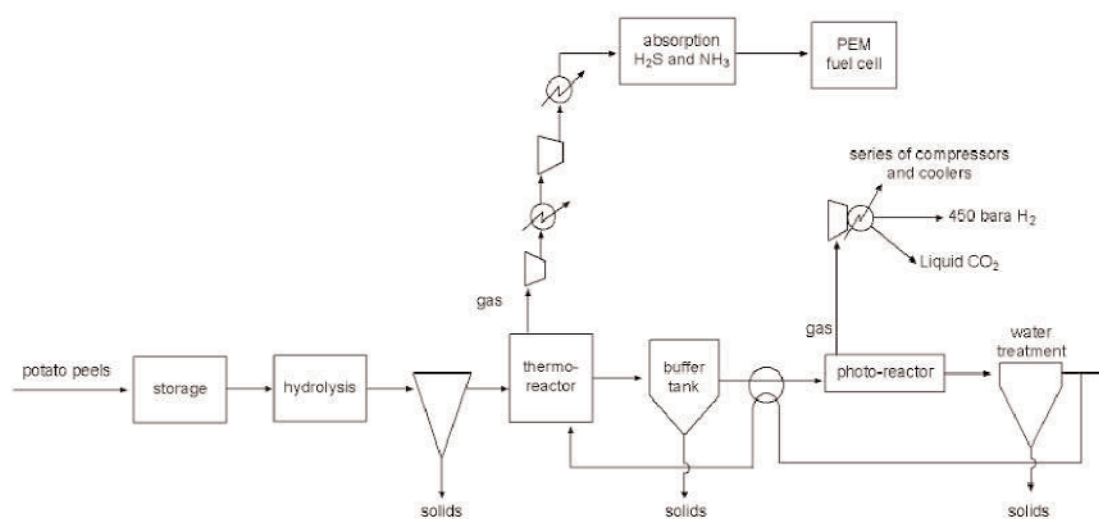 absorption
H₂S and NH₃
PEM
fuel cell
series of compressors
and coolers
450 bara H₂
Liquid CO₂
gas
gas
water
treatment
potato peels
storage
hydrolysis
thermo-
reactor
buffer
tank
photo-reactor
solids
solids
solids